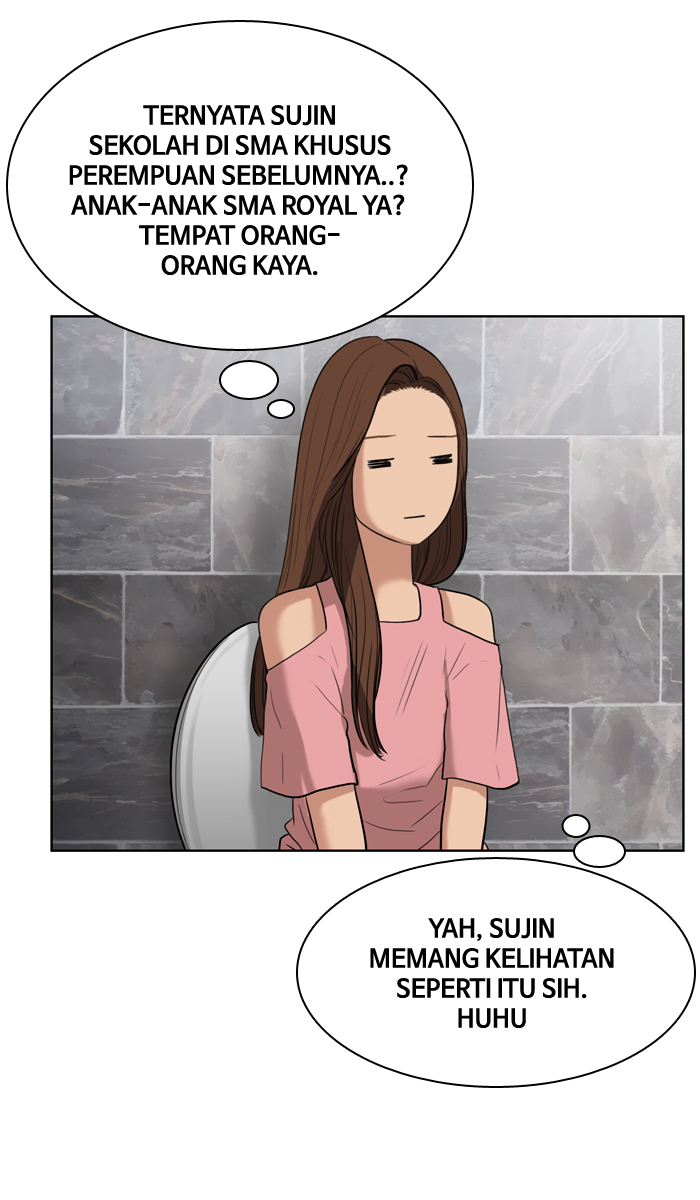 TERNYATA SUJIN
SEKOLAH DI SMA KHUSUS
PEREMPUAN SEBELUMNYA..?
ANAK-ANAK SMA ROYAL YA?
TEMPAT ORANG-
ORANG KAYA.
YAH, SUJIN
MEMANG KELIHATAN
SEPERTI ITU SIH.
HUHU